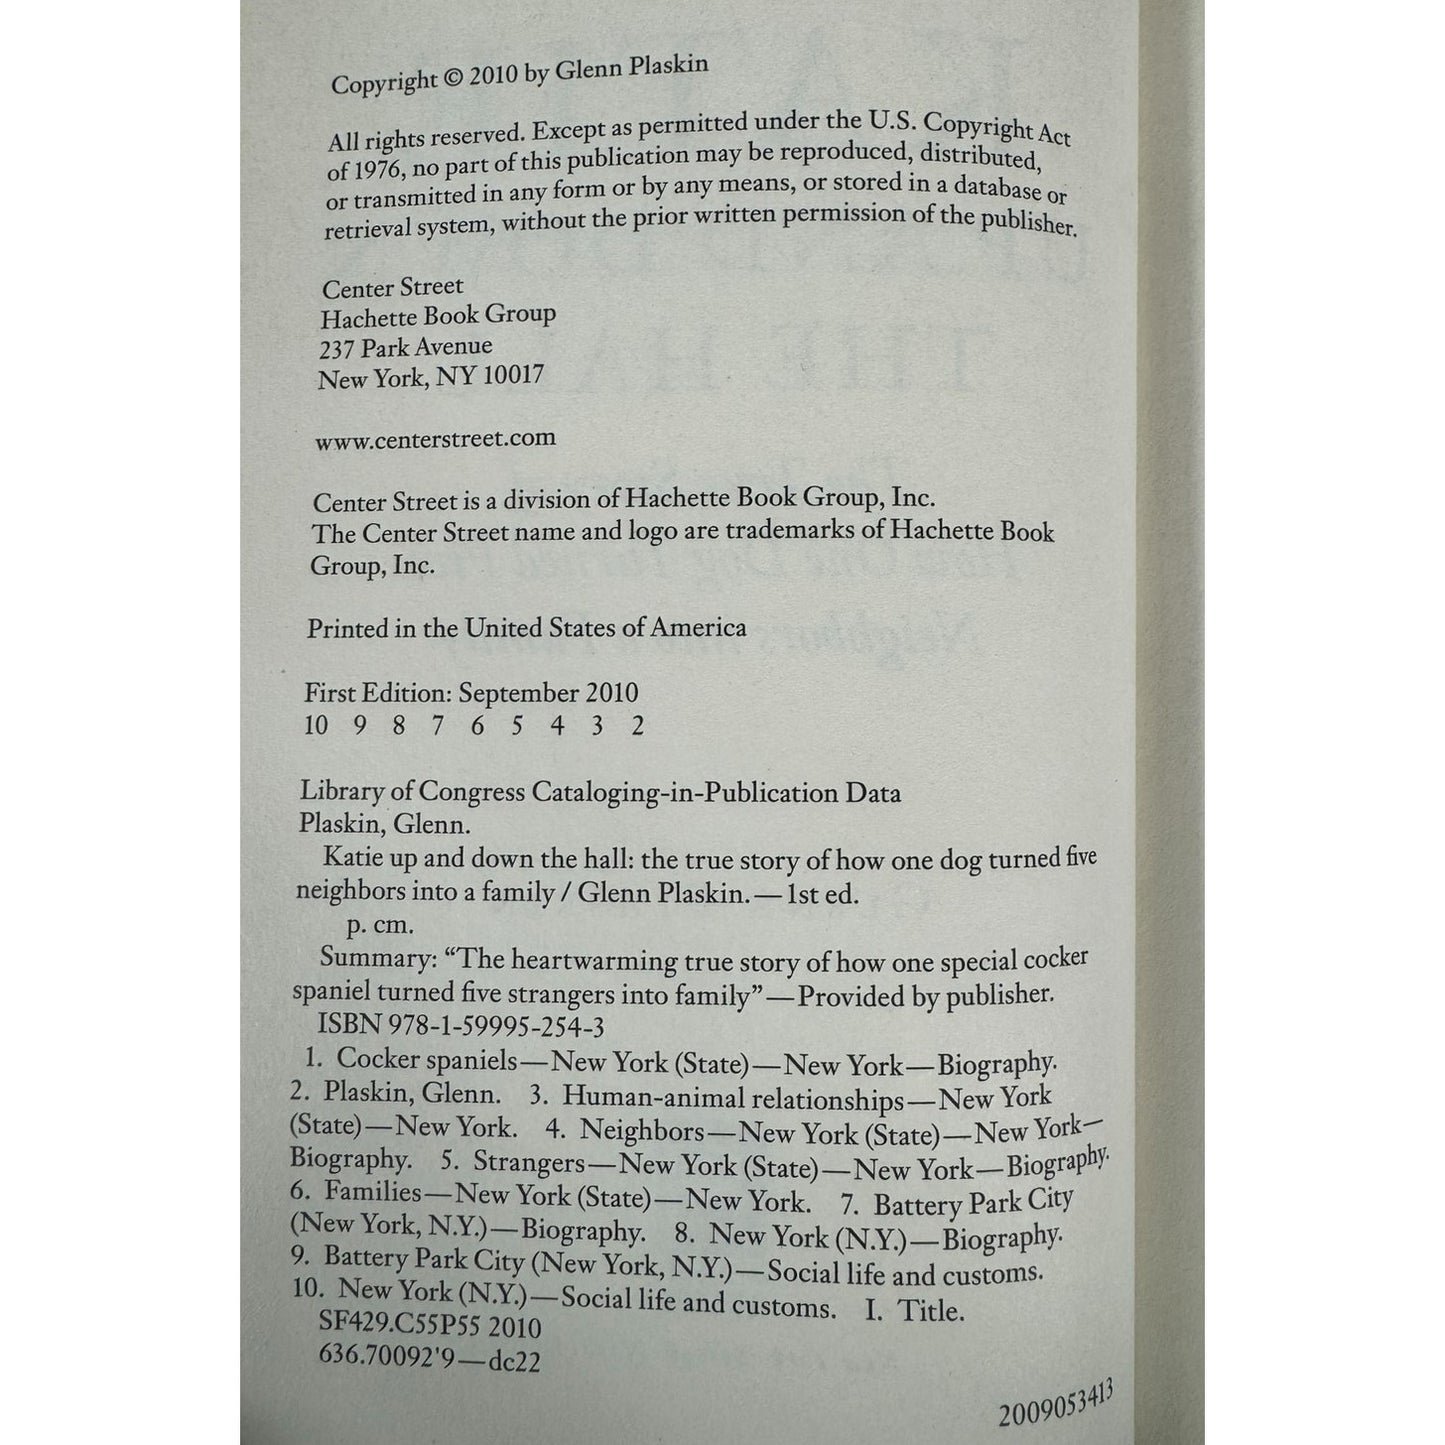 Copyright © 2010 by Glenn Plaskin
All rights reserved. Except as permitted under the U.S. Copyright Act
of 1976, no part of this publication may be reproduced, distributed,
or transmitted in any form or by any means, or stored in a database or
retrieval system, without the prior written permission of the publisher.
Center Street
Hachette Book Group
237 Park Avenue
New York, NY 10017
www.centerstreet.com
Center Street is a division of Hachette Book Group, Inc.
The Center Street name and logo are trademarks of Hachette Book
Group, Inc.
Printed in the United States of America
First Edition: September 2010
10 9 8 7 6 5 4 3 2
Library of Congress Cataloging-in-Publication Data
Plaskin, Glenn.
Katie up and down the hall: the true story of how one dog turned five
neighbors into a family / Glenn Plaskin.—1st ed.
p. cm.
Summary: “The heartwarming true story of how one special cocker
spaniel turned five strangers into family”—Provided by publisher.
ISBN 978-1-59995-254-3
1. Cocker spaniels—New York (State)—New York—Biography.
2. Plaskin, Glenn. 3. Human-animal relationships—New York
(State)—New York. 4. Neighbors—New York (State)—New York—
Biography. 5. Strangers—New York (State)—New York—Biography.
6. Families—New York (State)—New York. 7. Battery Park City
(New York, N.Y.)—Biography. 8. New York (N.Y.)—Biography.
9. Battery Park City (New York, N.Y.)—Social life and customs.
10. New York (N.Y.)—Social life and customs. I. Title.
SF429.C55P55 2010
636.70092'9—dc22
2009053413